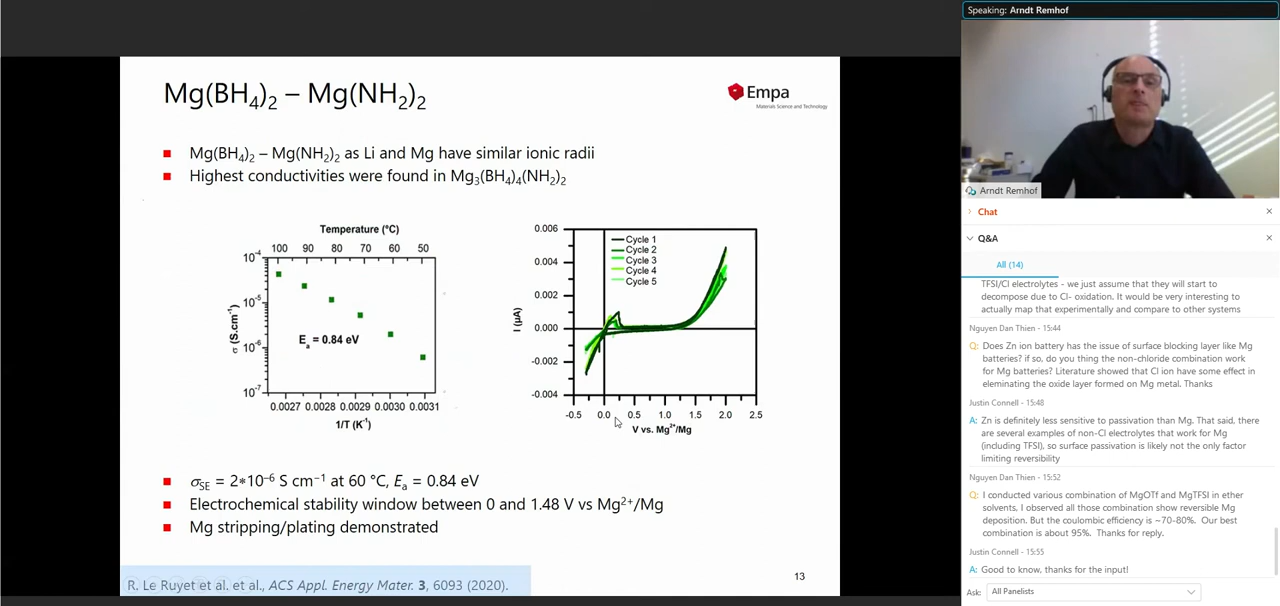 Speaking: Arndt Remhof
Mg(BH₄)₂ – Mg(NH₂)₂
Empa
Materials Science and Technology
Mg(BH₄)₂ – Mg(NH₂)₂ as Li and Mg have similar ionic radii
Highest conductivities were found in Mg₃(BH₄)₄(NH₂)₂
Temperature (°C)
100 90 80 70 60 50
10⁻⁴
10⁻⁵
10⁻⁶
10⁻⁷
σ (S.cm⁻¹)
Eₐ = 0.84 eV
0.0027 0.0028 0.0029 0.0030 0.0031
1/T (K⁻¹)
0.006
0.004
0.002
0.000
-0.002
-0.004
I (µA)
Cycle 1
Cycle 2
Cycle 3
Cycle 4
Cycle 5
-0.5 0.0 0.5 1.0 1.5 2.0 2.5
V vs. Mg²⁺/Mg
σSE = 2∗10⁻⁶ S cm⁻¹ at 60 °C, Eₐ = 0.84 eV
Electrochemical stability window between 0 and 1.48 V vs Mg²⁺/Mg
Mg stripping/plating demonstrated
R. Le Ruyet et al. et al., ACS Appl. Energy Mater. 3, 6093 (2020).
13
Arndt Remhof
Chat
Q&A
All (14)
TFSI/Cl electrolytes - we just assume that they will start to
decompose due to Cl- oxidation. It would be very interesting to
actually map that experimentally and compare to other systems
Nguyen Dan Thien - 15:44
Q: Does Zn ion battery has the issue of surface blocking layer like Mg
batteries? if so, do you thing the non-chloride combination work
for Mg batteries? Literature showed that Cl ion have some effect in
eleminating the oxide layer formed on Mg metal. Thanks
Justin Connell - 15:48
A: Zn is definitely less sensitive to passivation than Mg. That said, there
are several examples of non-Cl electrolytes that work for Mg
(including TFSI), so surface passivation is likely not the only factor
limiting reversibility
Nguyen Dan Thien - 15:52
Q: I conducted various combination of MgOTf and MgTFSI in ether
solvents, I observed all those combination show reversible Mg
deposition. But the coulombic efficiency is ~70-80%. Our best
combination is about 95%. Thanks for reply.
Justin Connell - 15:55
A: Good to know, thanks for the input!
Ask: All Panelists